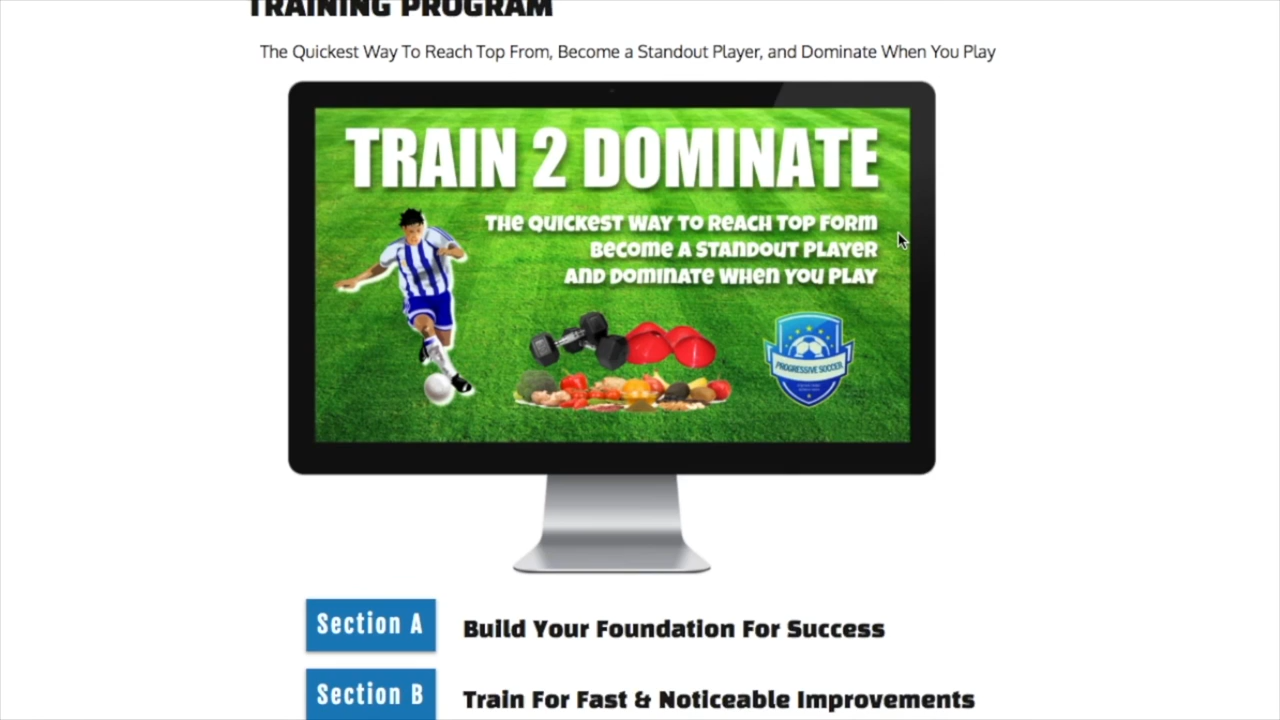 TRAINING PROGRAM
The Quickest Way To Reach Top From, Become a Standout Player, and Dominate When You Play
TRAIN 2 DOMINATE
THE QUICKEST WAY TO REACH TOP FORM
BECOME A STANDOUT PLAYER
AND DOMINATE WHEN YOU PLAY
PROGRESSIVE SOCCER
Section A
Build Your Foundation For Success
Section B
Train For Fast & Noticeable Improvements